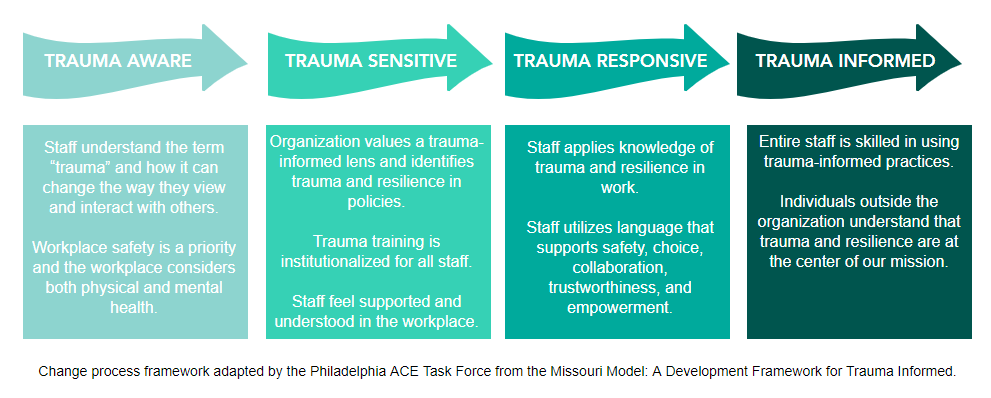 TRAUMA AWARE
TRAUMA SENSITIVE
TRAUMA RESPONSIVE
TRAUMA INFORMED
Staff understand the term
“trauma” and how it can
change the way they view
and interact with others.
Workplace safety is a priority
and the workplace considers
both physical and mental
health.
Organization values a trauma-
informed lens and identifies
trauma and resilience in
policies.
Trauma training is
institutionalized for all staff.
Staff feel supported and
understood in the workplace.
Staff applies knowledge of
trauma and resilience in
work.
Staff utilizes language that
supports safety, choice,
collaboration,
trustworthiness, and
empowerment.
Entire staff is skilled in using
trauma-informed practices.
Individuals outside the
organization understand that
trauma and resilience are at
the center of our mission.
Change process framework adapted by the Philadelphia ACE Task Force from the Missouri Model: A Development Framework for Trauma Informed.